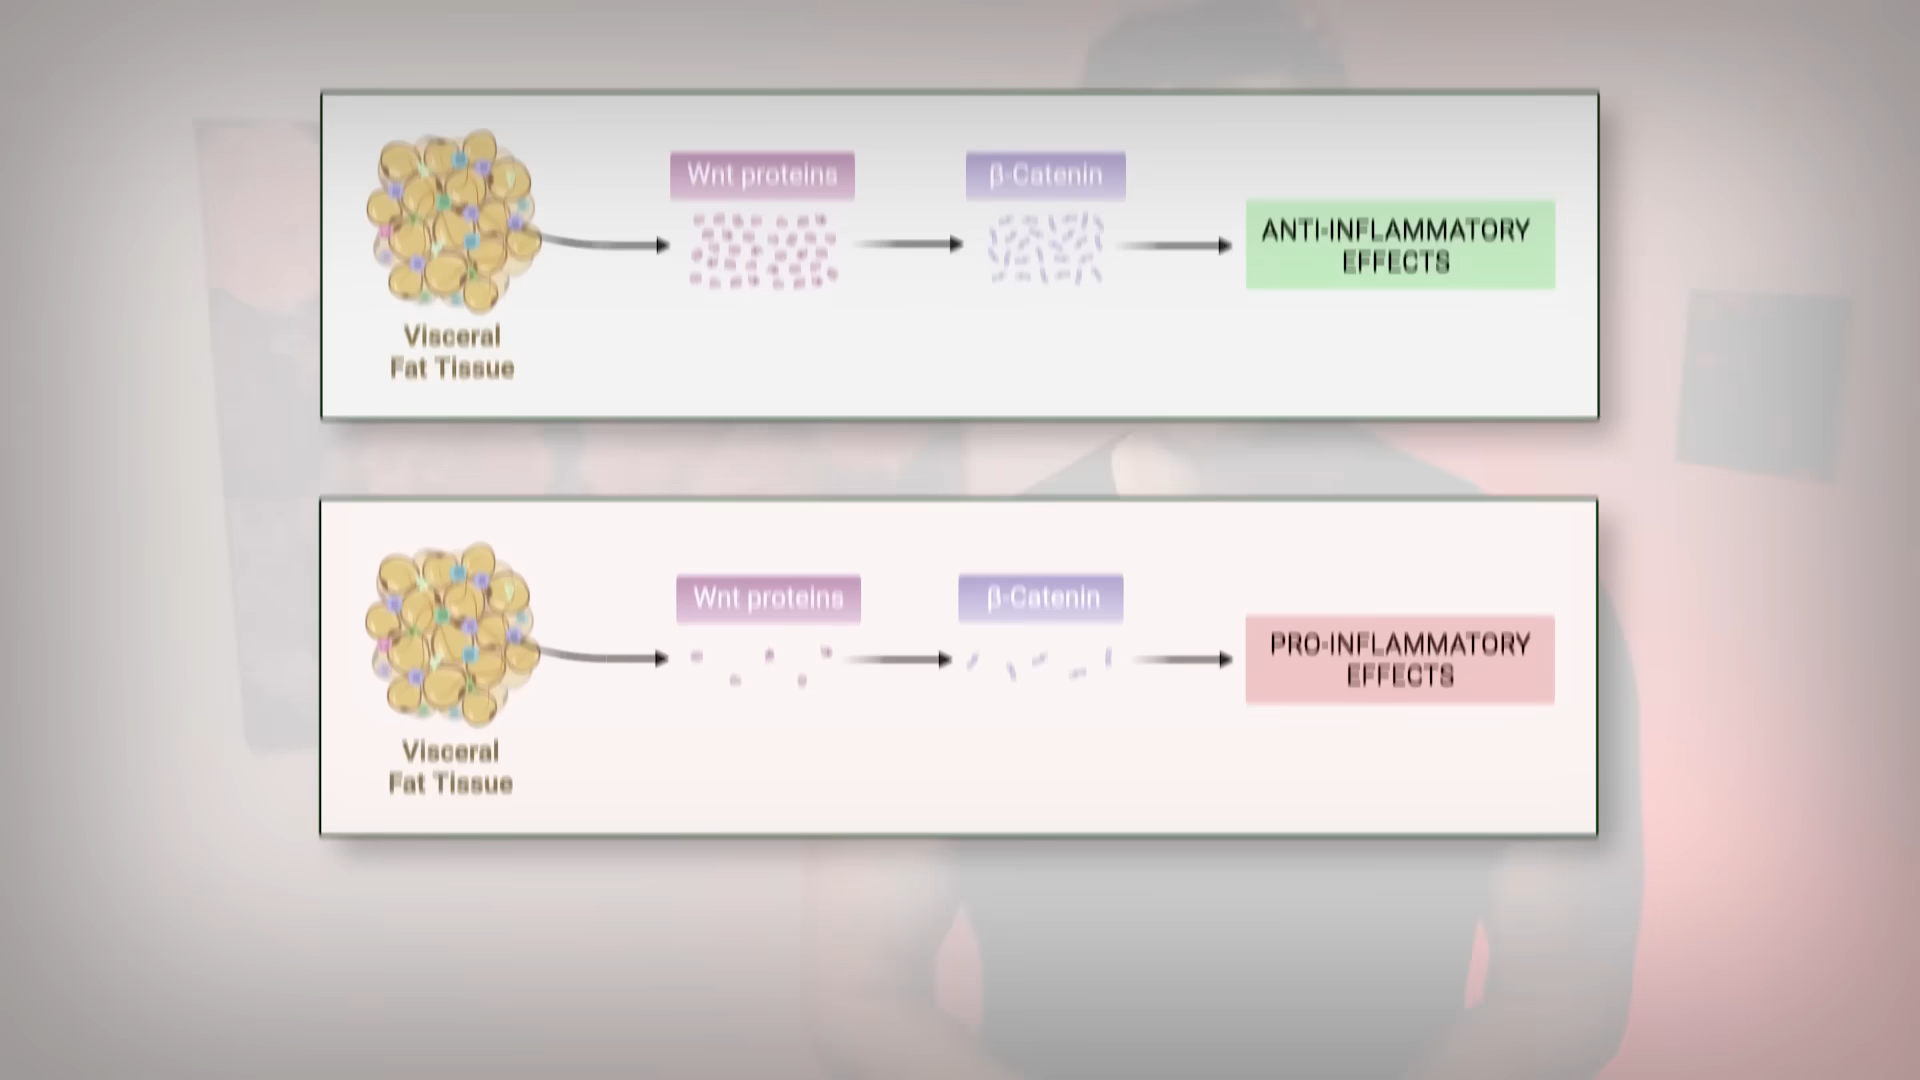 Wnt proteins
β-Catenin
ANTI-INFLAMMATORY
EFFECTS
Visceral
Fat Tissue
Wnt proteins
β-Catenin
PRO-INFLAMMATORY
EFFECTS
Visceral
Fat Tissue